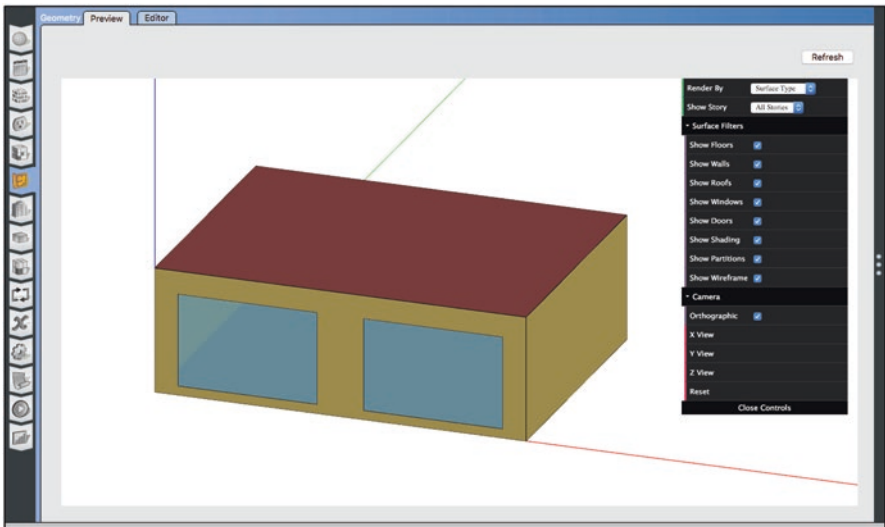 Geometry Preview Editor
Refresh
Render By Surface Type
Show Story All Stories
Surface Filters
Show Floors
Show Walls
Show Roofs
Show Windows
Show Doors
Show Shading
Show Partitions
Show Wireframe
Camera
Orthographic
X View
Y View
Z View
Reset
Close Controls